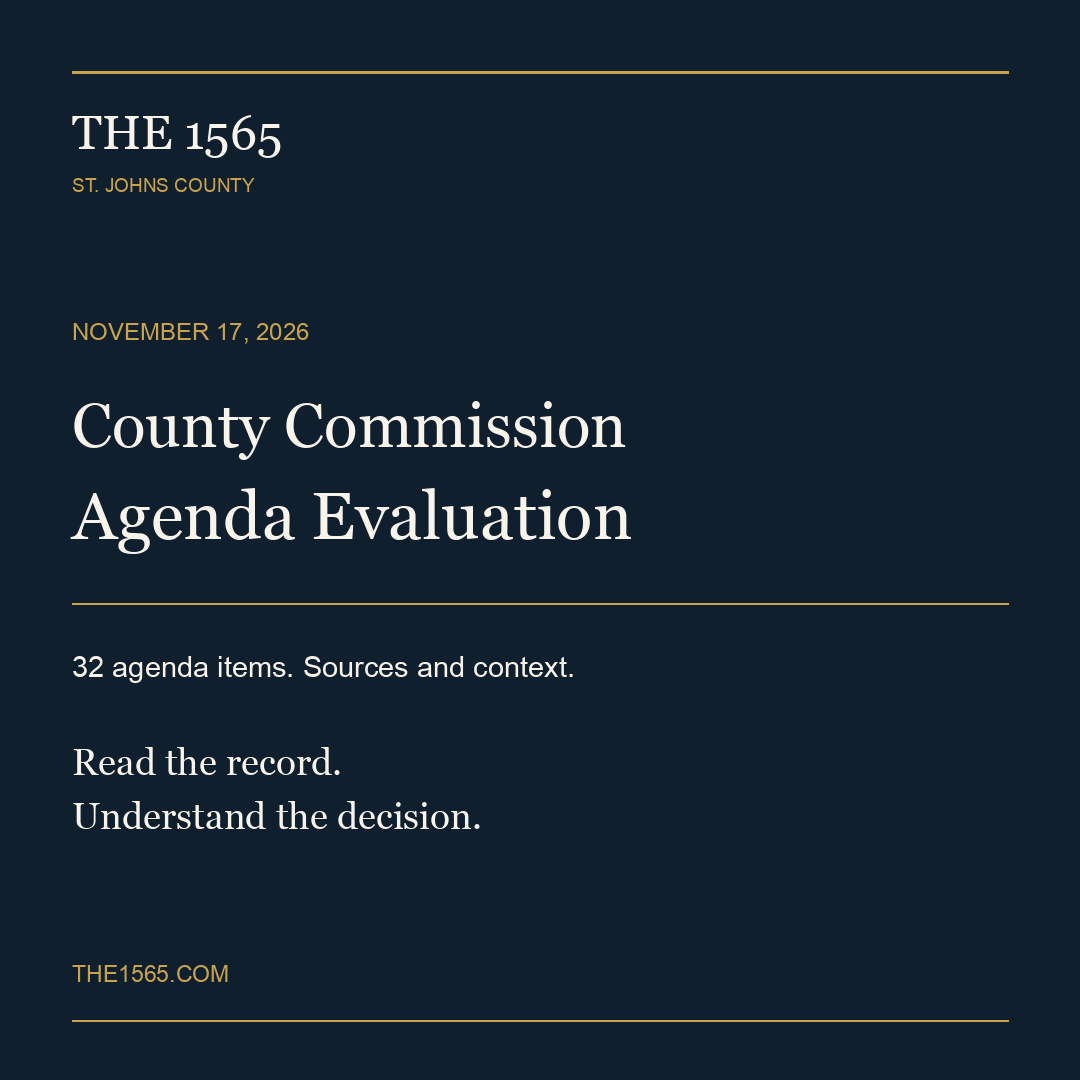 THE 1565
ST. JOHNS COUNTY
NOVEMBER 17, 2026
County Commission
Agenda Evaluation
32 agenda items. Sources and context.
Read the record.
Understand the decision.
THE1565.COM